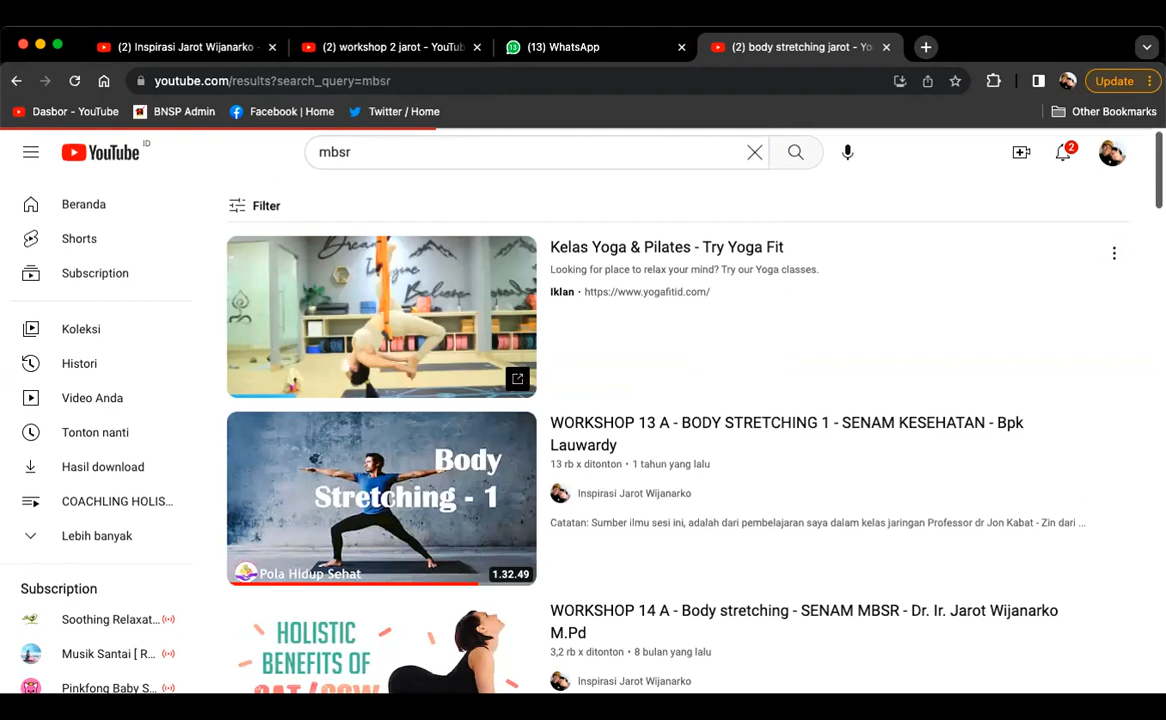 (2) Inspirasi Jarot Wijanarko -
(2) workshop 2 jarot - YouTub
(13) WhatsApp
(2) body stretching jarot - Yo
youtube.com/results?search_query=mbsr
Update
Dasbor - YouTube
BNSP Admin
Facebook | Home
Twitter / Home
Other Bookmarks
YouTube ID
mbsr
2
Beranda
Shorts
Subscription
Koleksi
Histori
Video Anda
Tonton nanti
Hasil download
COACHLING HOLIS...
Lebih banyak
Subscription
Soothing Relaxat...
Musik Santai [ R...
Pinkfong Baby S...
Filter
Kelas Yoga & Pilates - Try Yoga Fit
Looking for place to relax your mind? Try our Yoga classes.
Iklan · https://www.yogafitid.com/
Body
Stretching - 1
Pola Hidup Sehat
1.32.49
WORKSHOP 13 A - BODY STRETCHING 1 - SENAM KESEHATAN - Bpk
Lauwardy
13 rb x ditonton • 1 tahun yang lalu
Inspirasi Jarot Wijanarko
Catatan: Sumber ilmu sesi ini, adalah dari pembelajaran saya dalam kelas jaringan Professor dr Jon Kabat - Zin dari ...
HOLISTIC
BENEFITS OF
CAT/COW
WORKSHOP 14 A - Body stretching - SENAM MBSR - Dr. Ir. Jarot Wijanarko
M.Pd
3,2 rb x ditonton • 8 bulan yang lalu
Inspirasi Jarot Wijanarko